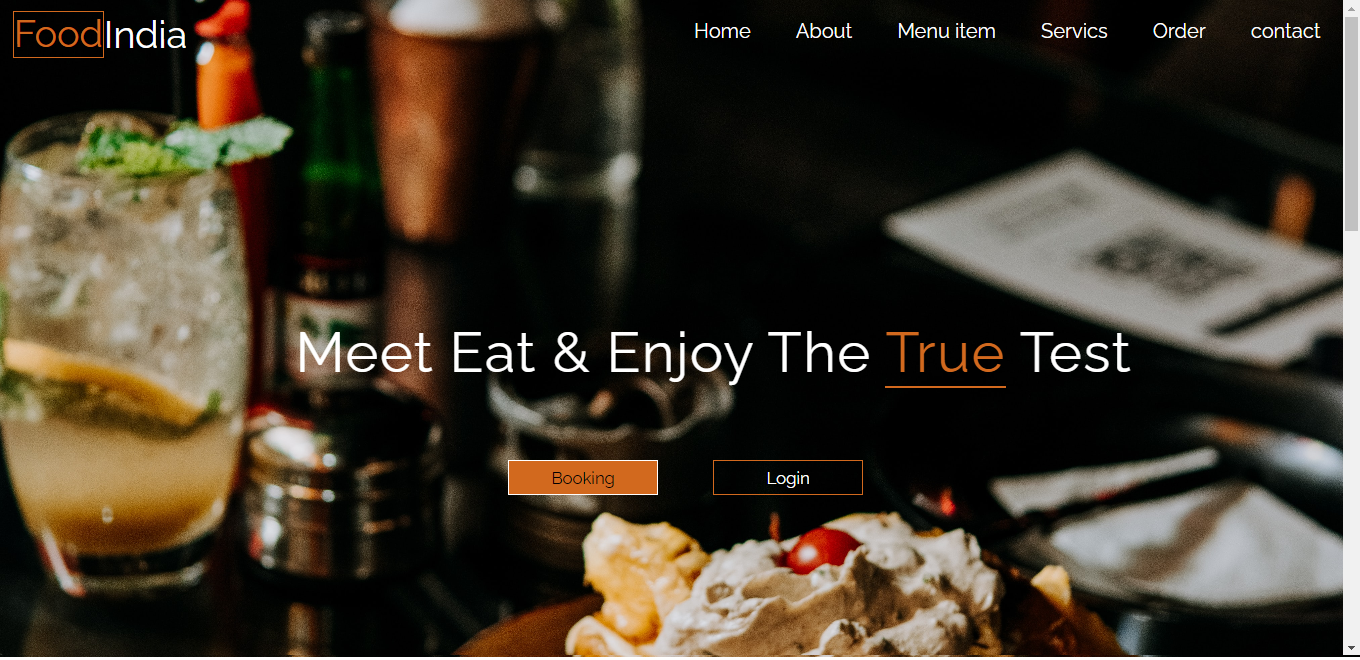 FoodIndia
Home About Menu item Servics Order contact
Meet Eat & Enjoy The True Test
Booking Login